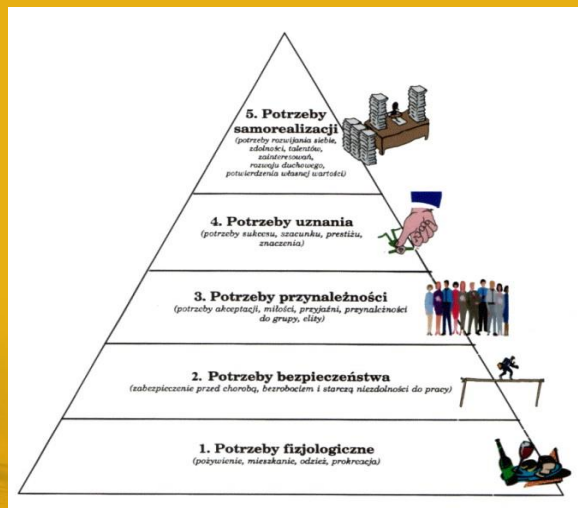 5. Potrzeby
samorealizacji
(potrzeby rozwijania siebie,
zdolności, talentów,
zainteresowań,
rozwoju duchowego,
potwierdzenia własnej wartości)
4. Potrzeby uznania
(potrzeby sukcesu, szacunku, prestiżu,
znaczenia)
3. Potrzeby przynależności
(potrzeby akceptacji, miłości, przyjaźni, przynależności
do grupy, elity)
2. Potrzeby bezpieczeństwa
(zabezpieczenie przed chorobą, bezrobociem i starczą niezdolności do pracy)
1. Potrzeby fizjologiczne
(pożywienie, mieszkanie, odzież, prokreacja)